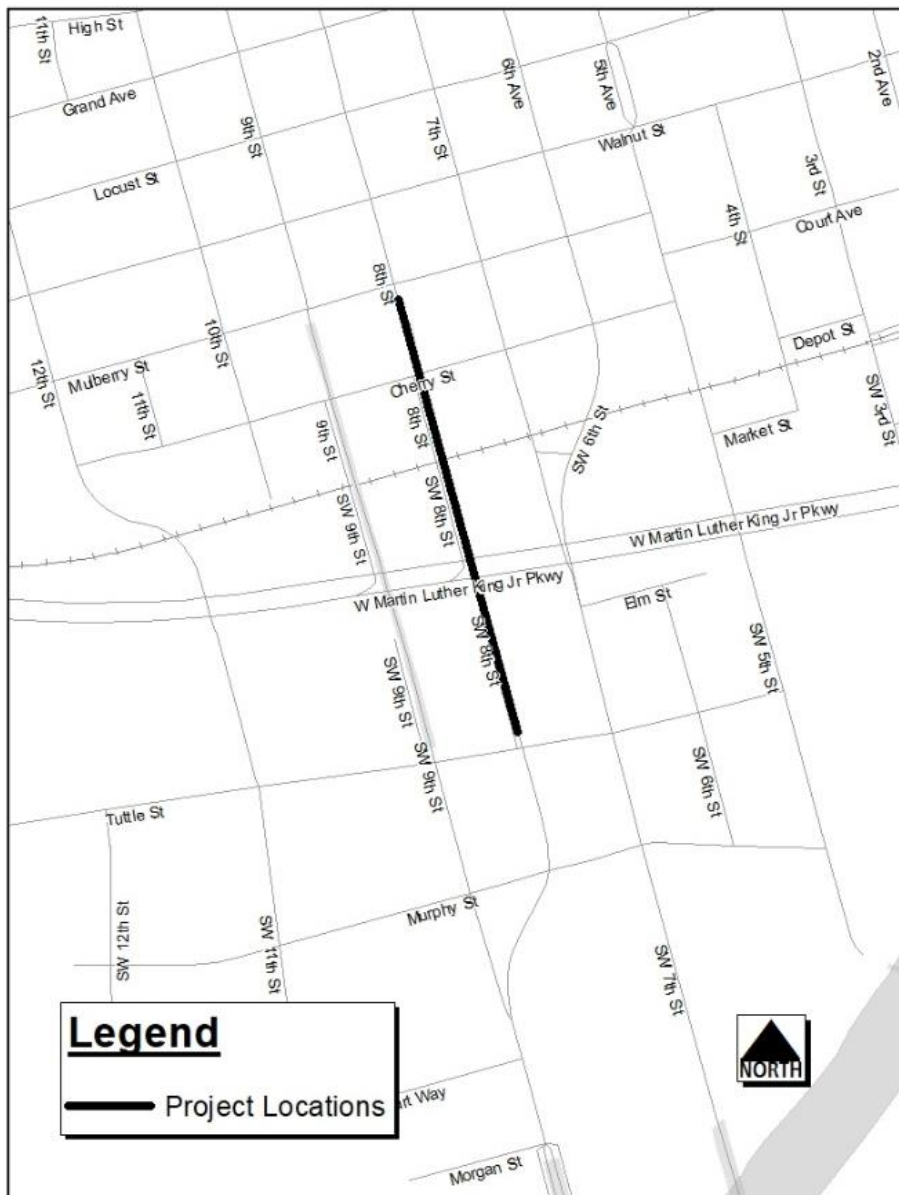 11th St
High St
Grand Ave
9th St
Locust St
6th Ave
5th Ave
2nd Ave
7th St
Walnut St
3rd St
4th St
Court Ave
8th St
10th St
Mulberry St
12th St
11th St
Cherry St
8th St
9th St
Depot St
SW 3rd St
Market St
SW 6th St
SW 8th St
SW 9th St
W Martin Luther King Jr Pkwy
W Martin Luther King Jr Pkwy
Elm St
SW 8th St
SW 9th St
SW 5th St
SW 9th St
SW 6th St
Tuttle St
Murphy St
SW 12th St
SW 11th St
SW 7th St
Legend
Project Locations
NORTH
Way
Morgan St